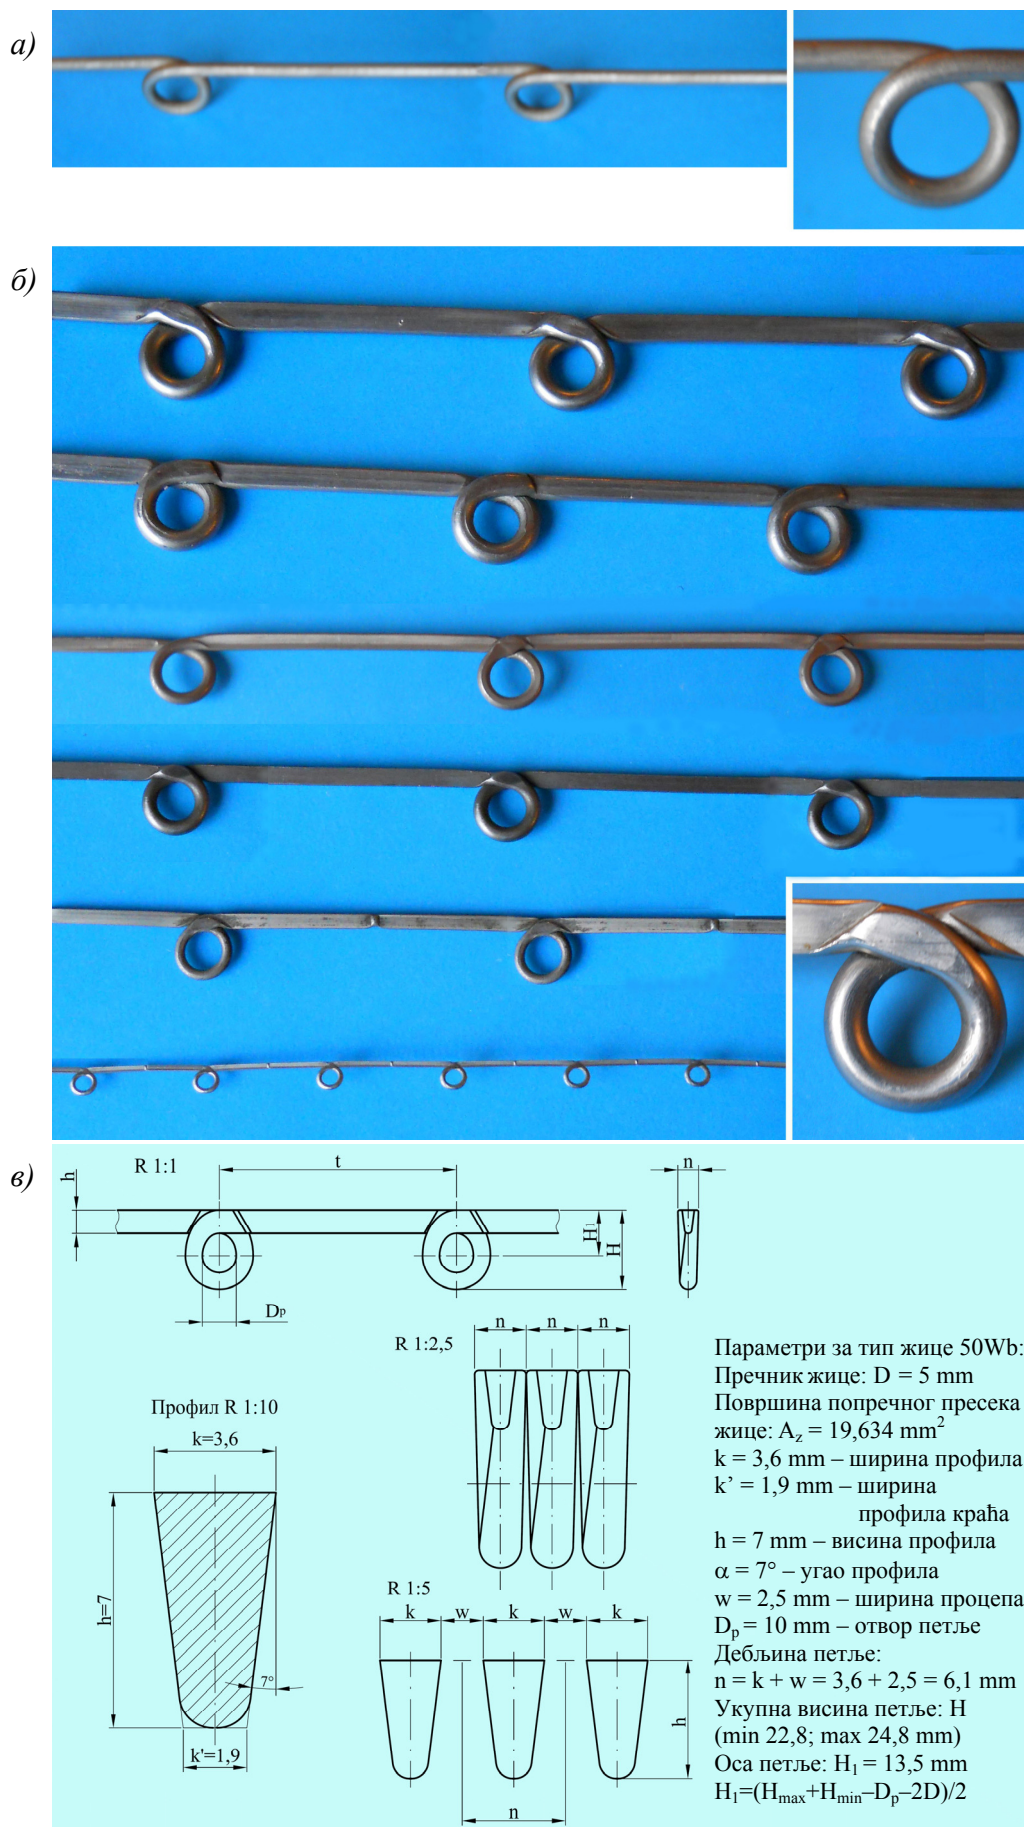 а)
б)
в)
R 1:1
t
n
h
H₁
H
Dₚ
n n n
R 1:2,5
Профил R 1:10
k=3,6
h=7
7°
k'=1,9
R 1:5
k w k w k
h
n
Параметри за тип жице 50Wb:
Пречник жице: D = 5 mm
Површина попречног пресека
жице: A_z = 19,634 mm²
k = 3,6 mm – ширина профила
k’ = 1,9 mm – ширина
профила краћа
h = 7 mm – висина профила
α = 7° – угао профила
w = 2,5 mm – ширина процепа
Dₚ = 10 mm – отвор петље
Дебљина петље:
n = k + w = 3,6 + 2,5 = 6,1 mm
Укупна висина петље: H
(min 22,8; max 24,8 mm)
Оса петље: H₁ = 13,5 mm
H₁=(Hₘₐₓ+Hₘᵢₙ–Dₚ–2D)/2